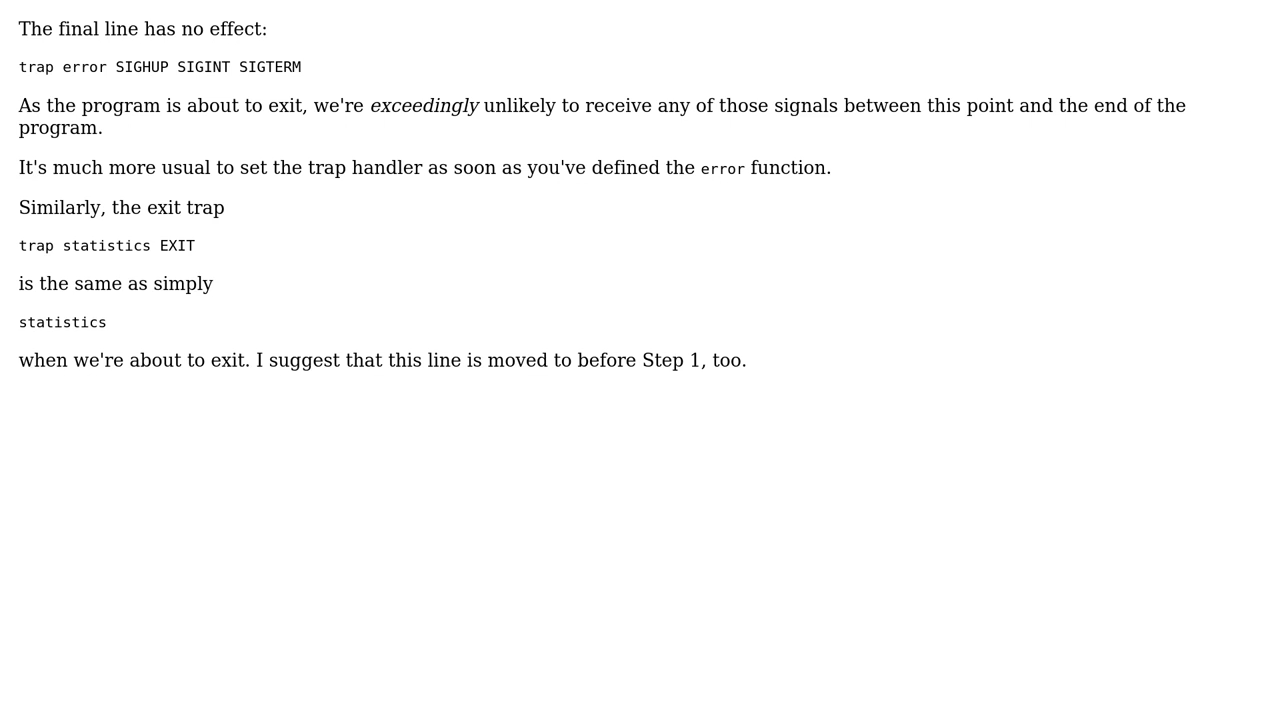 The final line has no effect:
trap error SIGHUP SIGINT SIGTERM
As the program is about to exit, we're exceedingly unlikely to receive any of those signals between this point and the end of the
program.
It's much more usual to set the trap handler as soon as you've defined the error function.
Similarly, the exit trap
trap statistics EXIT
is the same as simply
statistics
when we're about to exit. I suggest that this line is moved to before Step 1, too.